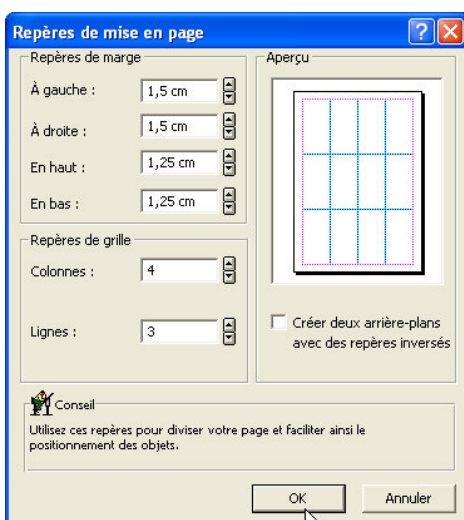 Repères de mise en page
Repères de marge
À gauche :
1,5 cm
À droite :
1,5 cm
En haut :
1,25 cm
En bas :
1,25 cm
Repères de grille
Colonnes :
4
Lignes :
3
Aperçu
Créer deux arrière-plans
avec des repères inversés
Conseil
Utilisez ces repères pour diviser votre page et faciliter ainsi le
positionnement des objets.
OK
Annuler